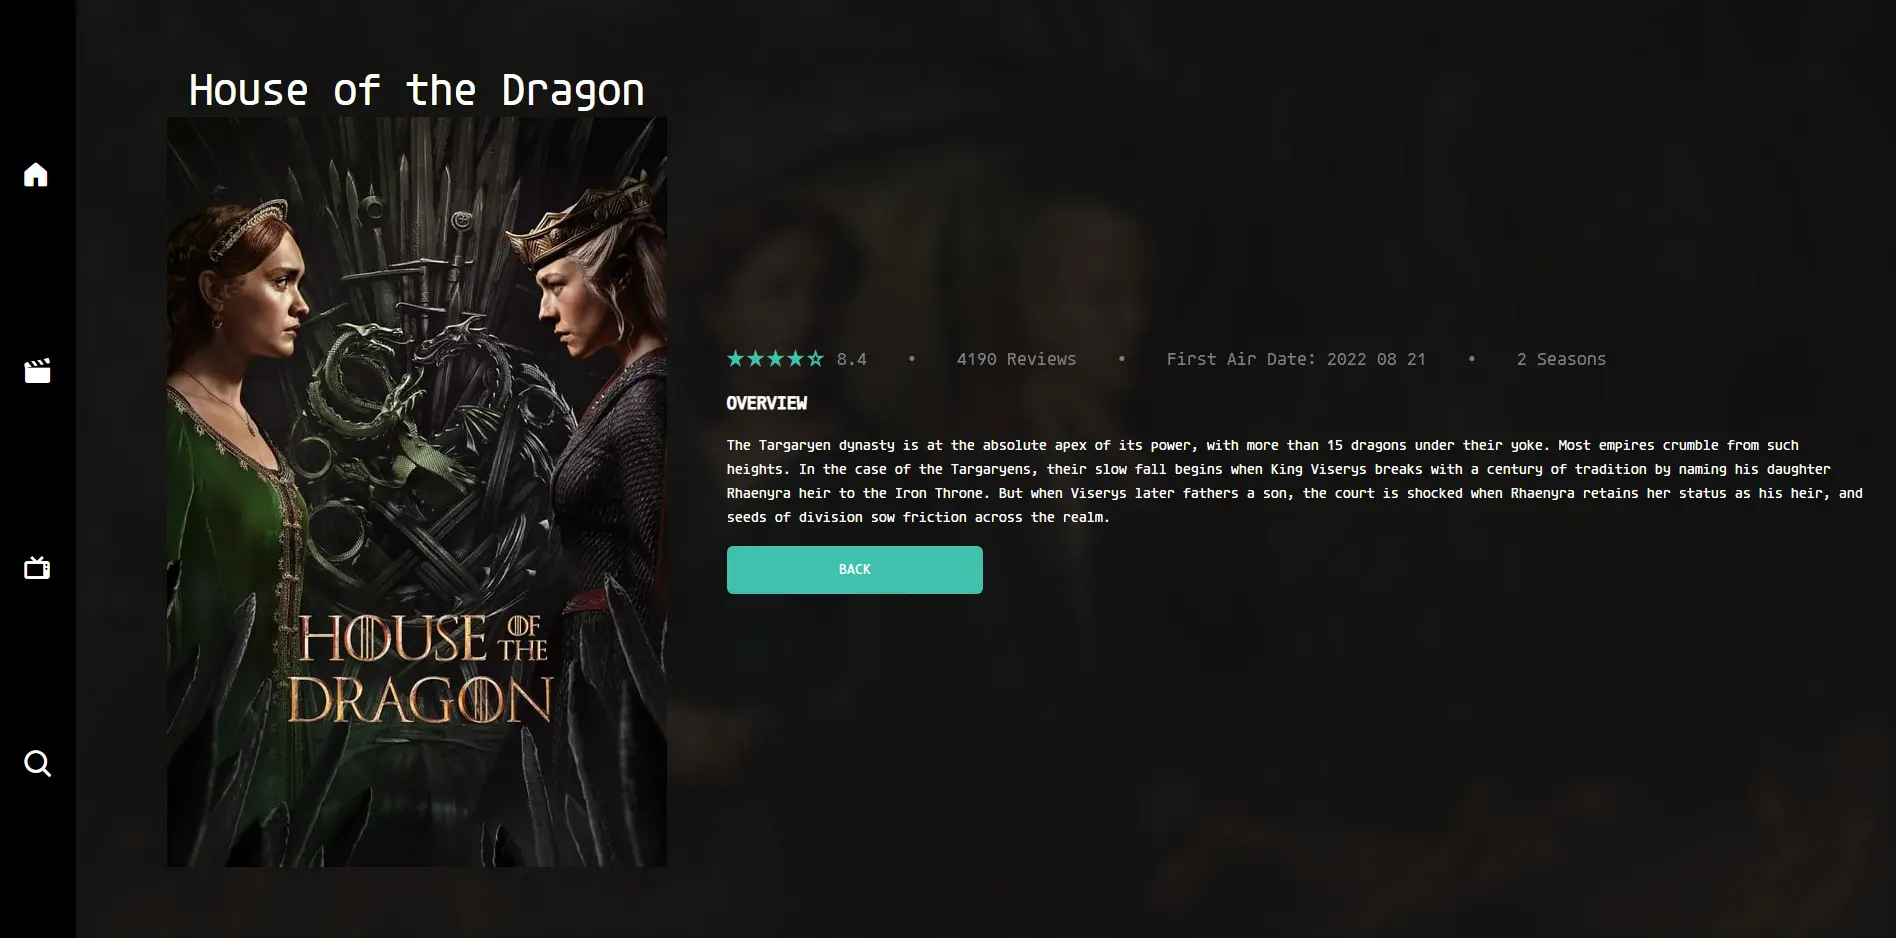 House of the Dragon
HOUSE OF THE
DRAGON
★★★★☆ 8.4 • 4190 Reviews • First Air Date: 2022 08 21 • 2 Seasons
OVERVIEW
The Targaryen dynasty is at the absolute apex of its power, with more than 15 dragons under their yoke. Most empires crumble from such
heights. In the case of the Targaryens, their slow fall begins when King Viserys breaks with a century of tradition by naming his daughter
Rhaenyra heir to the Iron Throne. But when Viserys later fathers a son, the court is shocked when Rhaenyra retains her status as his heir, and
seeds of division sow friction across the realm.
BACK